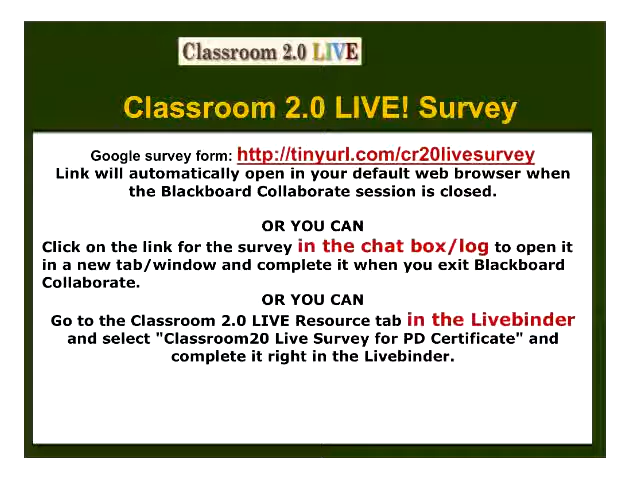 Classroom 2.0 LIVE
Classroom 2.0 LIVE! Survey
Google survey form: http://tinyurl.com/cr20livesurvey
Link will automatically open in your default web browser when
the Blackboard Collaborate session is closed.
OR YOU CAN
Click on the link for the survey in the chat box/log to open it
in a new tab/window and complete it when you exit Blackboard
Collaborate.
OR YOU CAN
Go to the Classroom 2.0 LIVE Resource tab in the Livebinder
and select "Classroom20 Live Survey for PD Certificate" and
complete it right in the Livebinder.